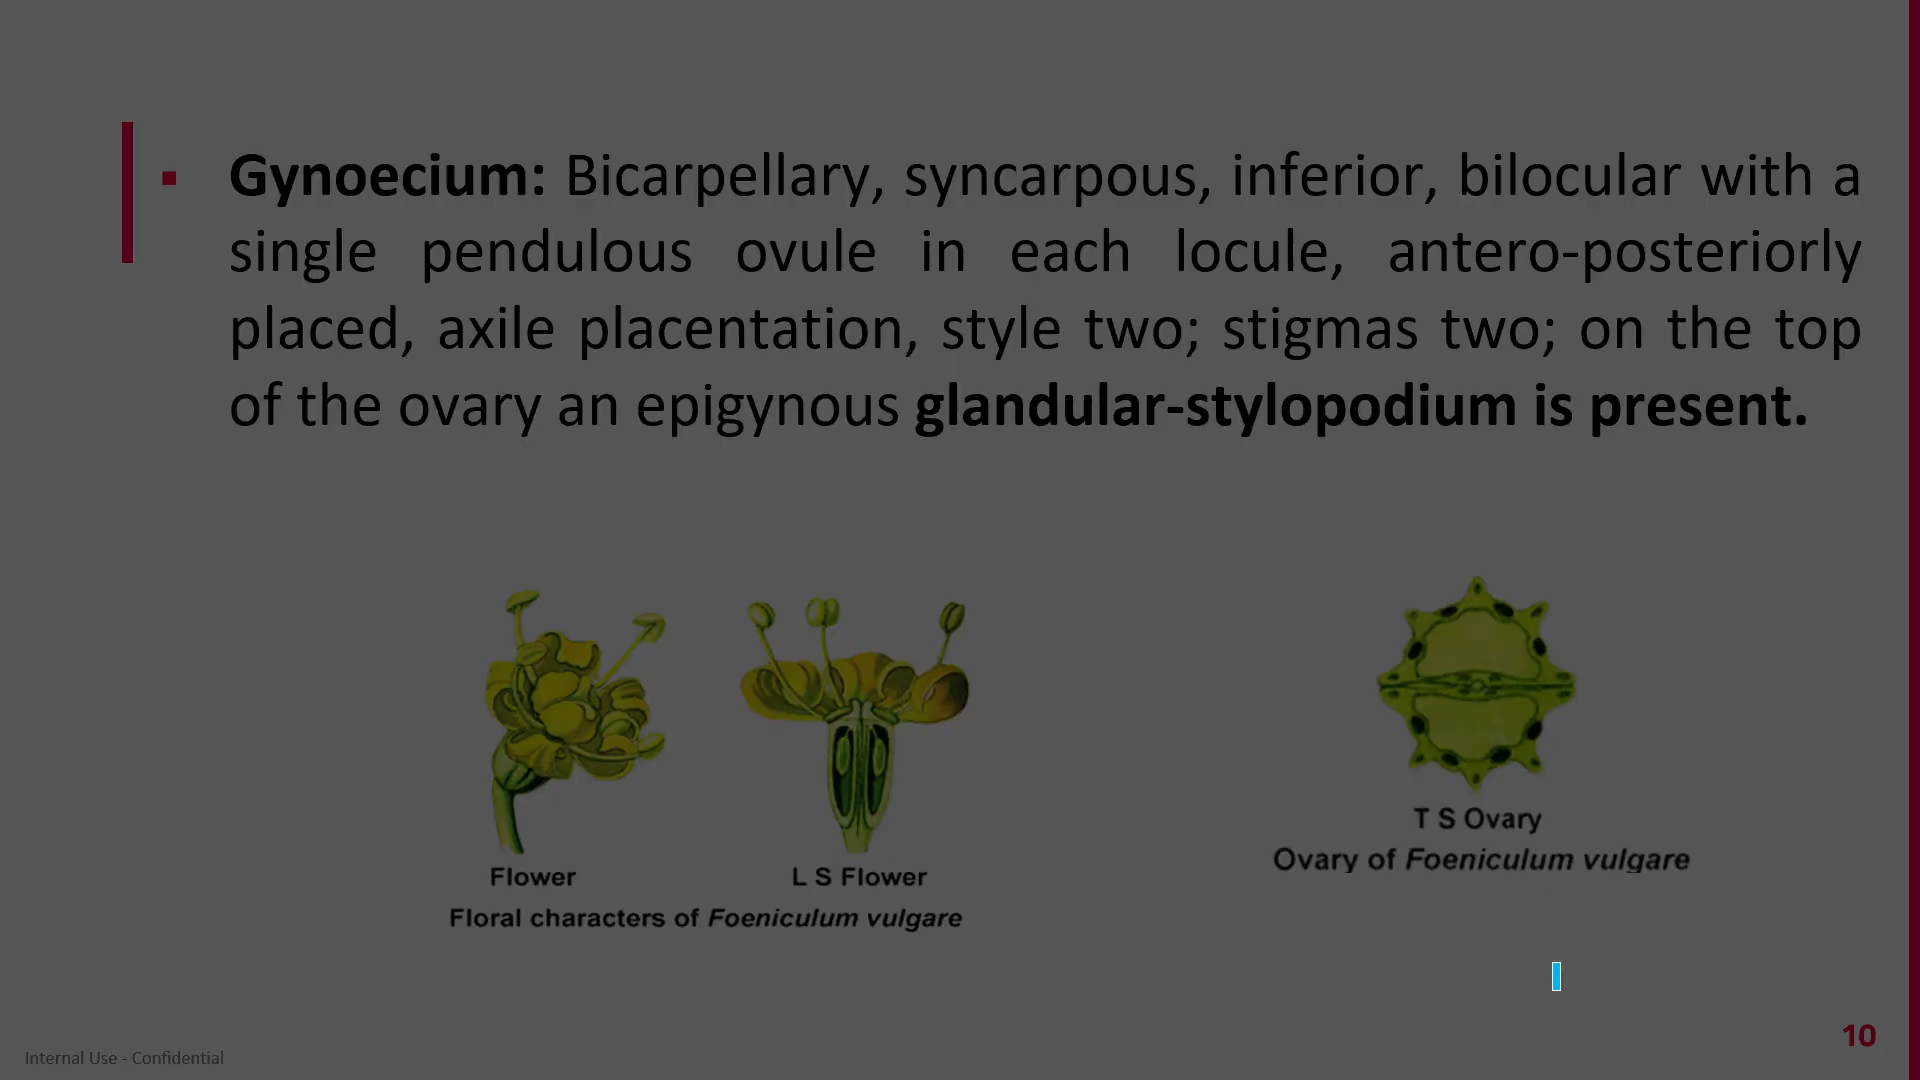 ▪ Gynoecium: Bicarpellary, syncarpous, inferior, bilocular with a
single pendulous ovule in each locule, antero-posteriorly
placed, axile placentation, style two; stigmas two; on the top
of the ovary an epigynous glandular-stylopodium is present.
Flower
L S Flower
Floral characters of Foeniculum vulgare
T S Ovary
Ovary of Foeniculum vulgare
10
Internal Use - Confidential